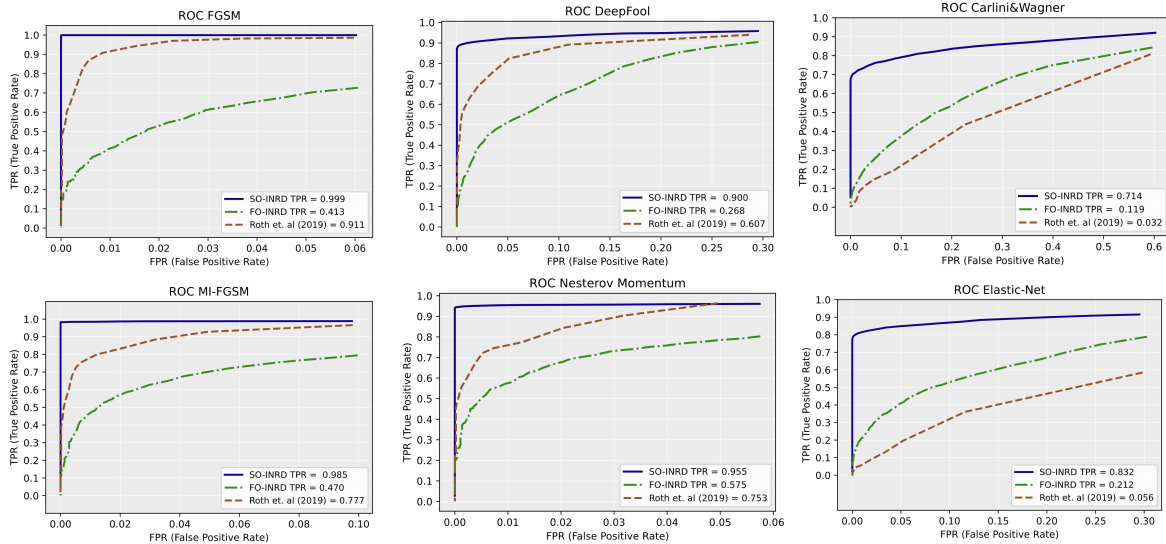 ROC FGSM
TPR (True Positive Rate)
1.0
0.9
0.8
0.7
0.6
0.5
0.4
0.3
0.2
0.1
0.0
SO-INRD TPR = 0.999
FO-INRD TPR = 0.413
Roth et. al (2019) = 0.911
0.00 0.01 0.02 0.03 0.04 0.05 0.06
FPR (False Positive Rate)
ROC DeepFool
TPR (True Positive Rate)
1.0
0.9
0.8
0.7
0.6
0.5
0.4
0.3
0.2
0.1
0.0
SO-INRD TPR = 0.900
FO-INRD TPR = 0.268
Roth et. al (2019) = 0.607
0.00 0.05 0.10 0.15 0.20 0.25 0.30
FPR (False Positive Rate)
ROC Carlini&Wagner
TPR (True Positive Rate)
1.0
0.9
0.8
0.7
0.6
0.5
0.4
0.3
0.2
0.1
0.0
SO-INRD TPR = 0.714
FO-INRD TPR = 0.119
Roth et. al (2019) = 0.032
0.0 0.1 0.2 0.3 0.4 0.5 0.6
FPR (False Positive Rate)
ROC MI-FGSM
TPR (True Positive Rate)
1.0
0.9
0.8
0.7
0.6
0.5
0.4
0.3
0.2
0.1
0.0
SO-INRD TPR = 0.985
FO-INRD TPR = 0.470
Roth et. al (2019) = 0.777
0.00 0.02 0.04 0.06 0.08 0.10
FPR (False Positive Rate)
ROC Nesterov Momentum
TPR (True Positive Rate)
1.0
0.9
0.8
0.7
0.6
0.5
0.4
0.3
0.2
0.1
0.0
SO-INRD TPR = 0.955
FO-INRD TPR = 0.575
Roth et. al (2019) = 0.753
0.00 0.01 0.02 0.03 0.04 0.05 0.06
FPR (False Positive Rate)
ROC Elastic-Net
TPR (True Positive Rate)
1.0
0.9
0.8
0.7
0.6
0.5
0.4
0.3
0.2
0.1
0.0
SO-INRD TPR = 0.832
FO-INRD TPR = 0.212
Roth et. al (2019) = 0.056
0.00 0.05 0.10 0.15 0.20 0.25 0.30
FPR (False Positive Rate)